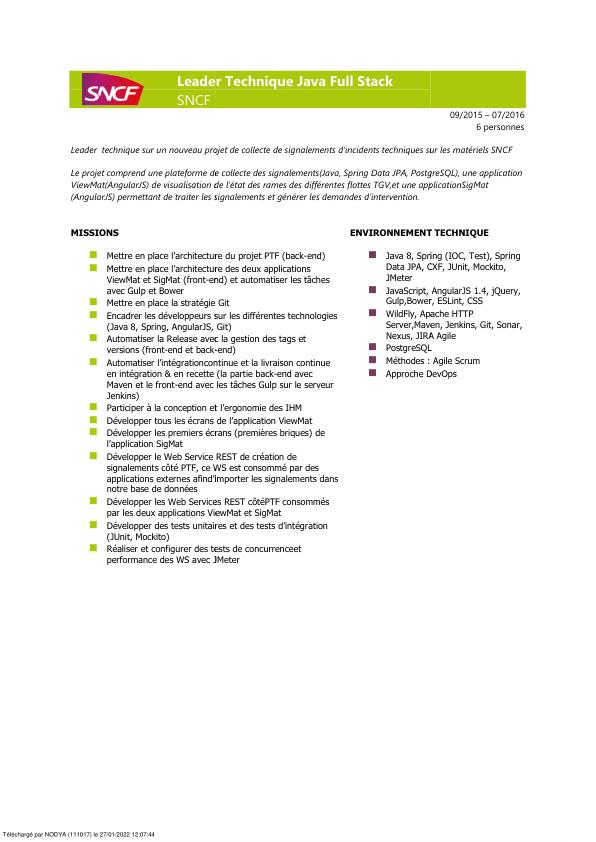 SNCF
Leader Technique Java Full Stack
SNCF
09/2015 – 07/2016
6 personnes
Leader  technique sur un nouveau projet de collecte de signalements d'incidents techniques sur les matériels SNCF
Le projet comprend une plateforme de collecte des signalements(Java, Spring Data JPA, PostgreSQL), une application
ViewMat(AngularJS) de visualisation de l'état des rames des différentes flottes TGV,et une applicationSigMat
(AngularJS) permettant de traiter les signalements et générer les demandes d'intervention.
MISSIONS
Mettre en place l'architecture du projet PTF (back-end)
Mettre en place l'architecture des deux applications
ViewMat et SigMat (front-end) et automatiser les tâches
avec Gulp et Bower
Mettre en place la stratégie Git
Encadrer les développeurs sur les différentes technologies
(Java 8, Spring, AngularJS, Git)
Automatiser la Release avec la gestion des tags et
versions (front-end et back-end)
Automatiser l'intégrationcontinue et la livraison continue
en intégration & en recette (la partie back-end avec
Maven et le front-end avec les tâches Gulp sur le serveur
Jenkins)
Participer à la conception et l'ergonomie des IHM
Développer tous les écrans de l'application ViewMat
Développer les premiers écrans (premières briques) de
l'application SigMat
Développer le Web Service REST de création de
signalements côté PTF, ce WS est consommé par des
applications externes afind'importer les signalements dans
notre base de données
Développer les Web Services REST côtéPTF consommés
par les deux applications ViewMat et SigMat
Développer des tests unitaires et des tests d'intégration
(JUnit, Mockito)
Réaliser et configurer des tests de concurrenceet
performance des WS avec JMeter
ENVIRONNEMENT TECHNIQUE
Java 8, Spring (IOC, Test), Spring
Data JPA, CXF, JUnit, Mockito,
JMeter
JavaScript, AngularJS 1.4, jQuery,
Gulp,Bower, ESLint, CSS
WildFly, Apache HTTP
Server,Maven, Jenkins, Git, Sonar,
Nexus, JIRA Agile
PostgreSQL
Méthodes : Agile Scrum
Approche DevOps
Téléchargé par NODYA (111017) le 27/01/2022 12:07:44